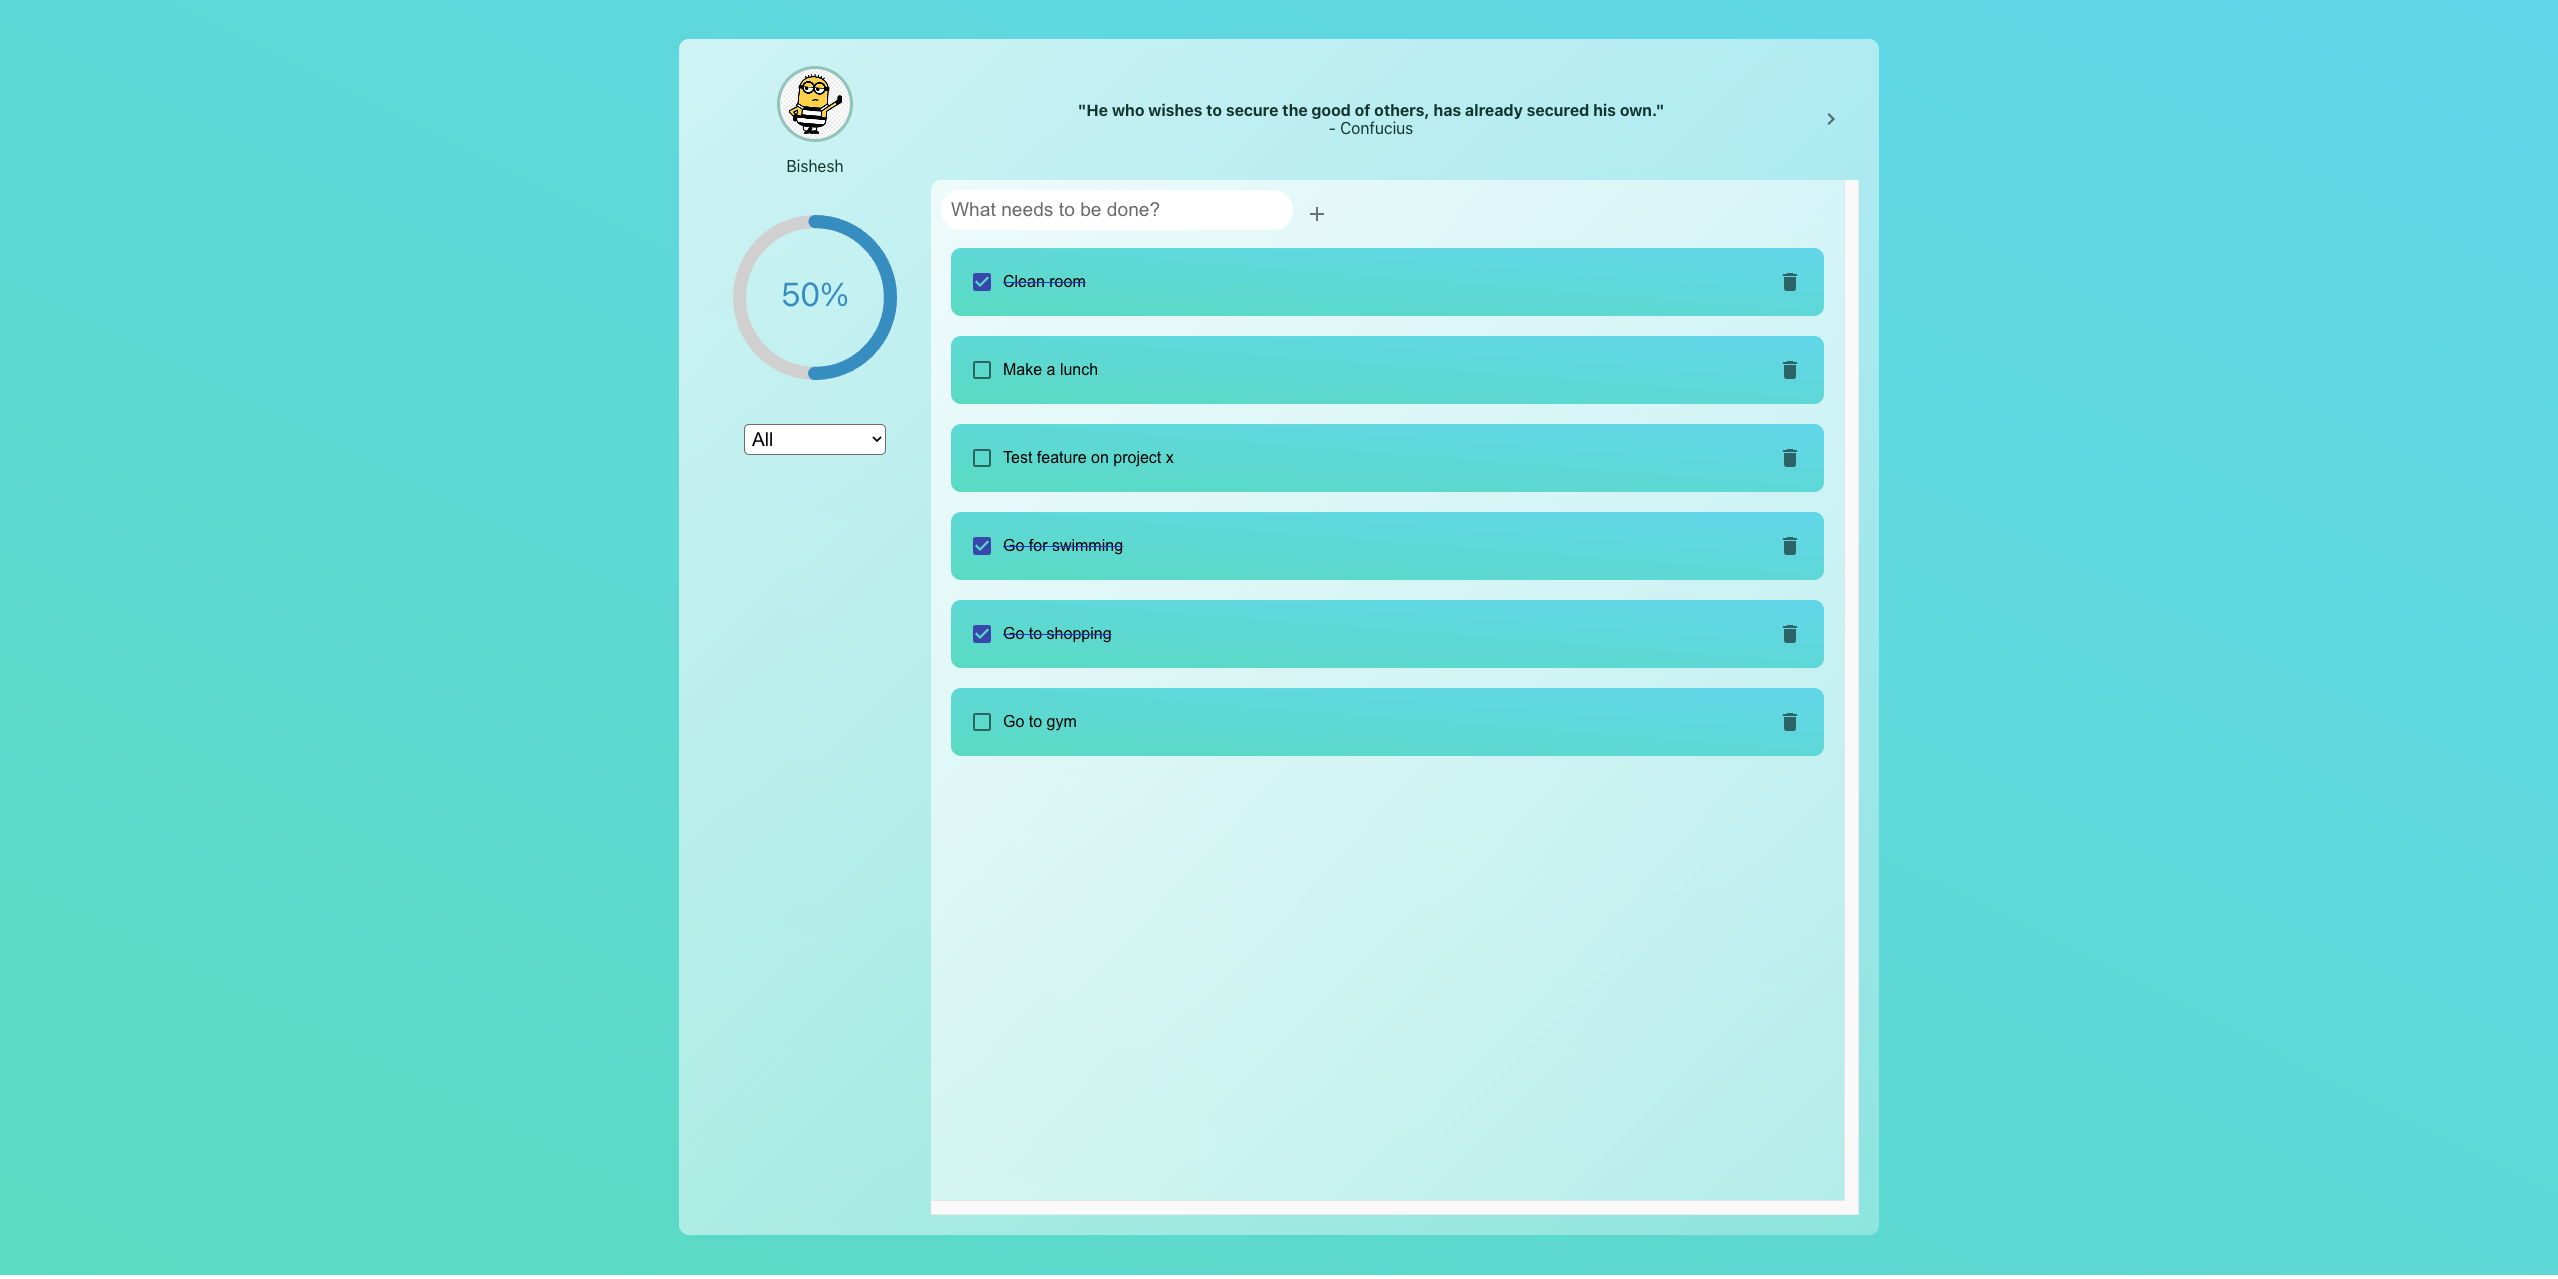 "He who wishes to secure the good of others, has already secured his own."
- Confucius
Bishesh
50%
All
What needs to be done?
Clean room
Make a lunch
Test feature on project x
Go for swimming
Go to shopping
Go to gym